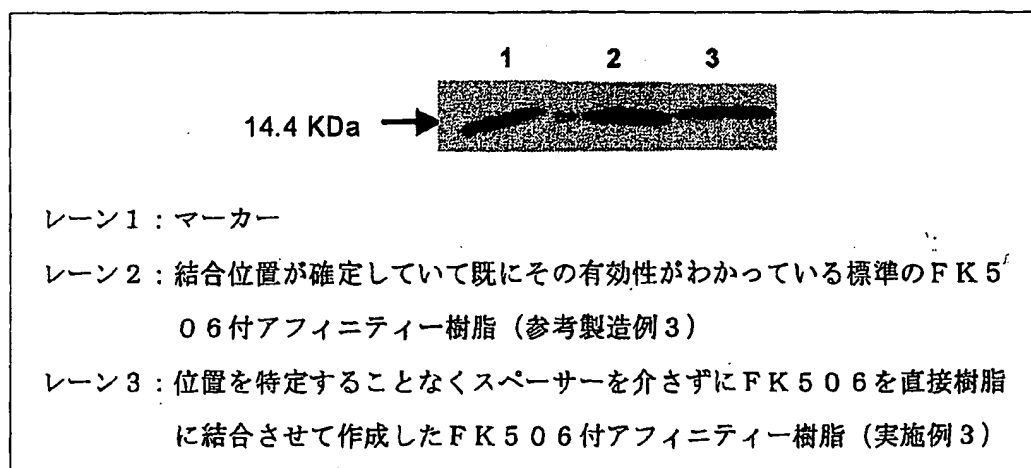 1 2 3
14.4 KDa
レーン1：マーカー
レーン2：結合位置が確定していて既にその有効性がわかっている標準のFK5
06付アフィニティー樹脂（参考製造例3）
レーン3：位置を特定することなくスペーサーを介さずにFK506を直接樹脂
に結合させて作成したFK506付アフィニティー樹脂（実施例3）